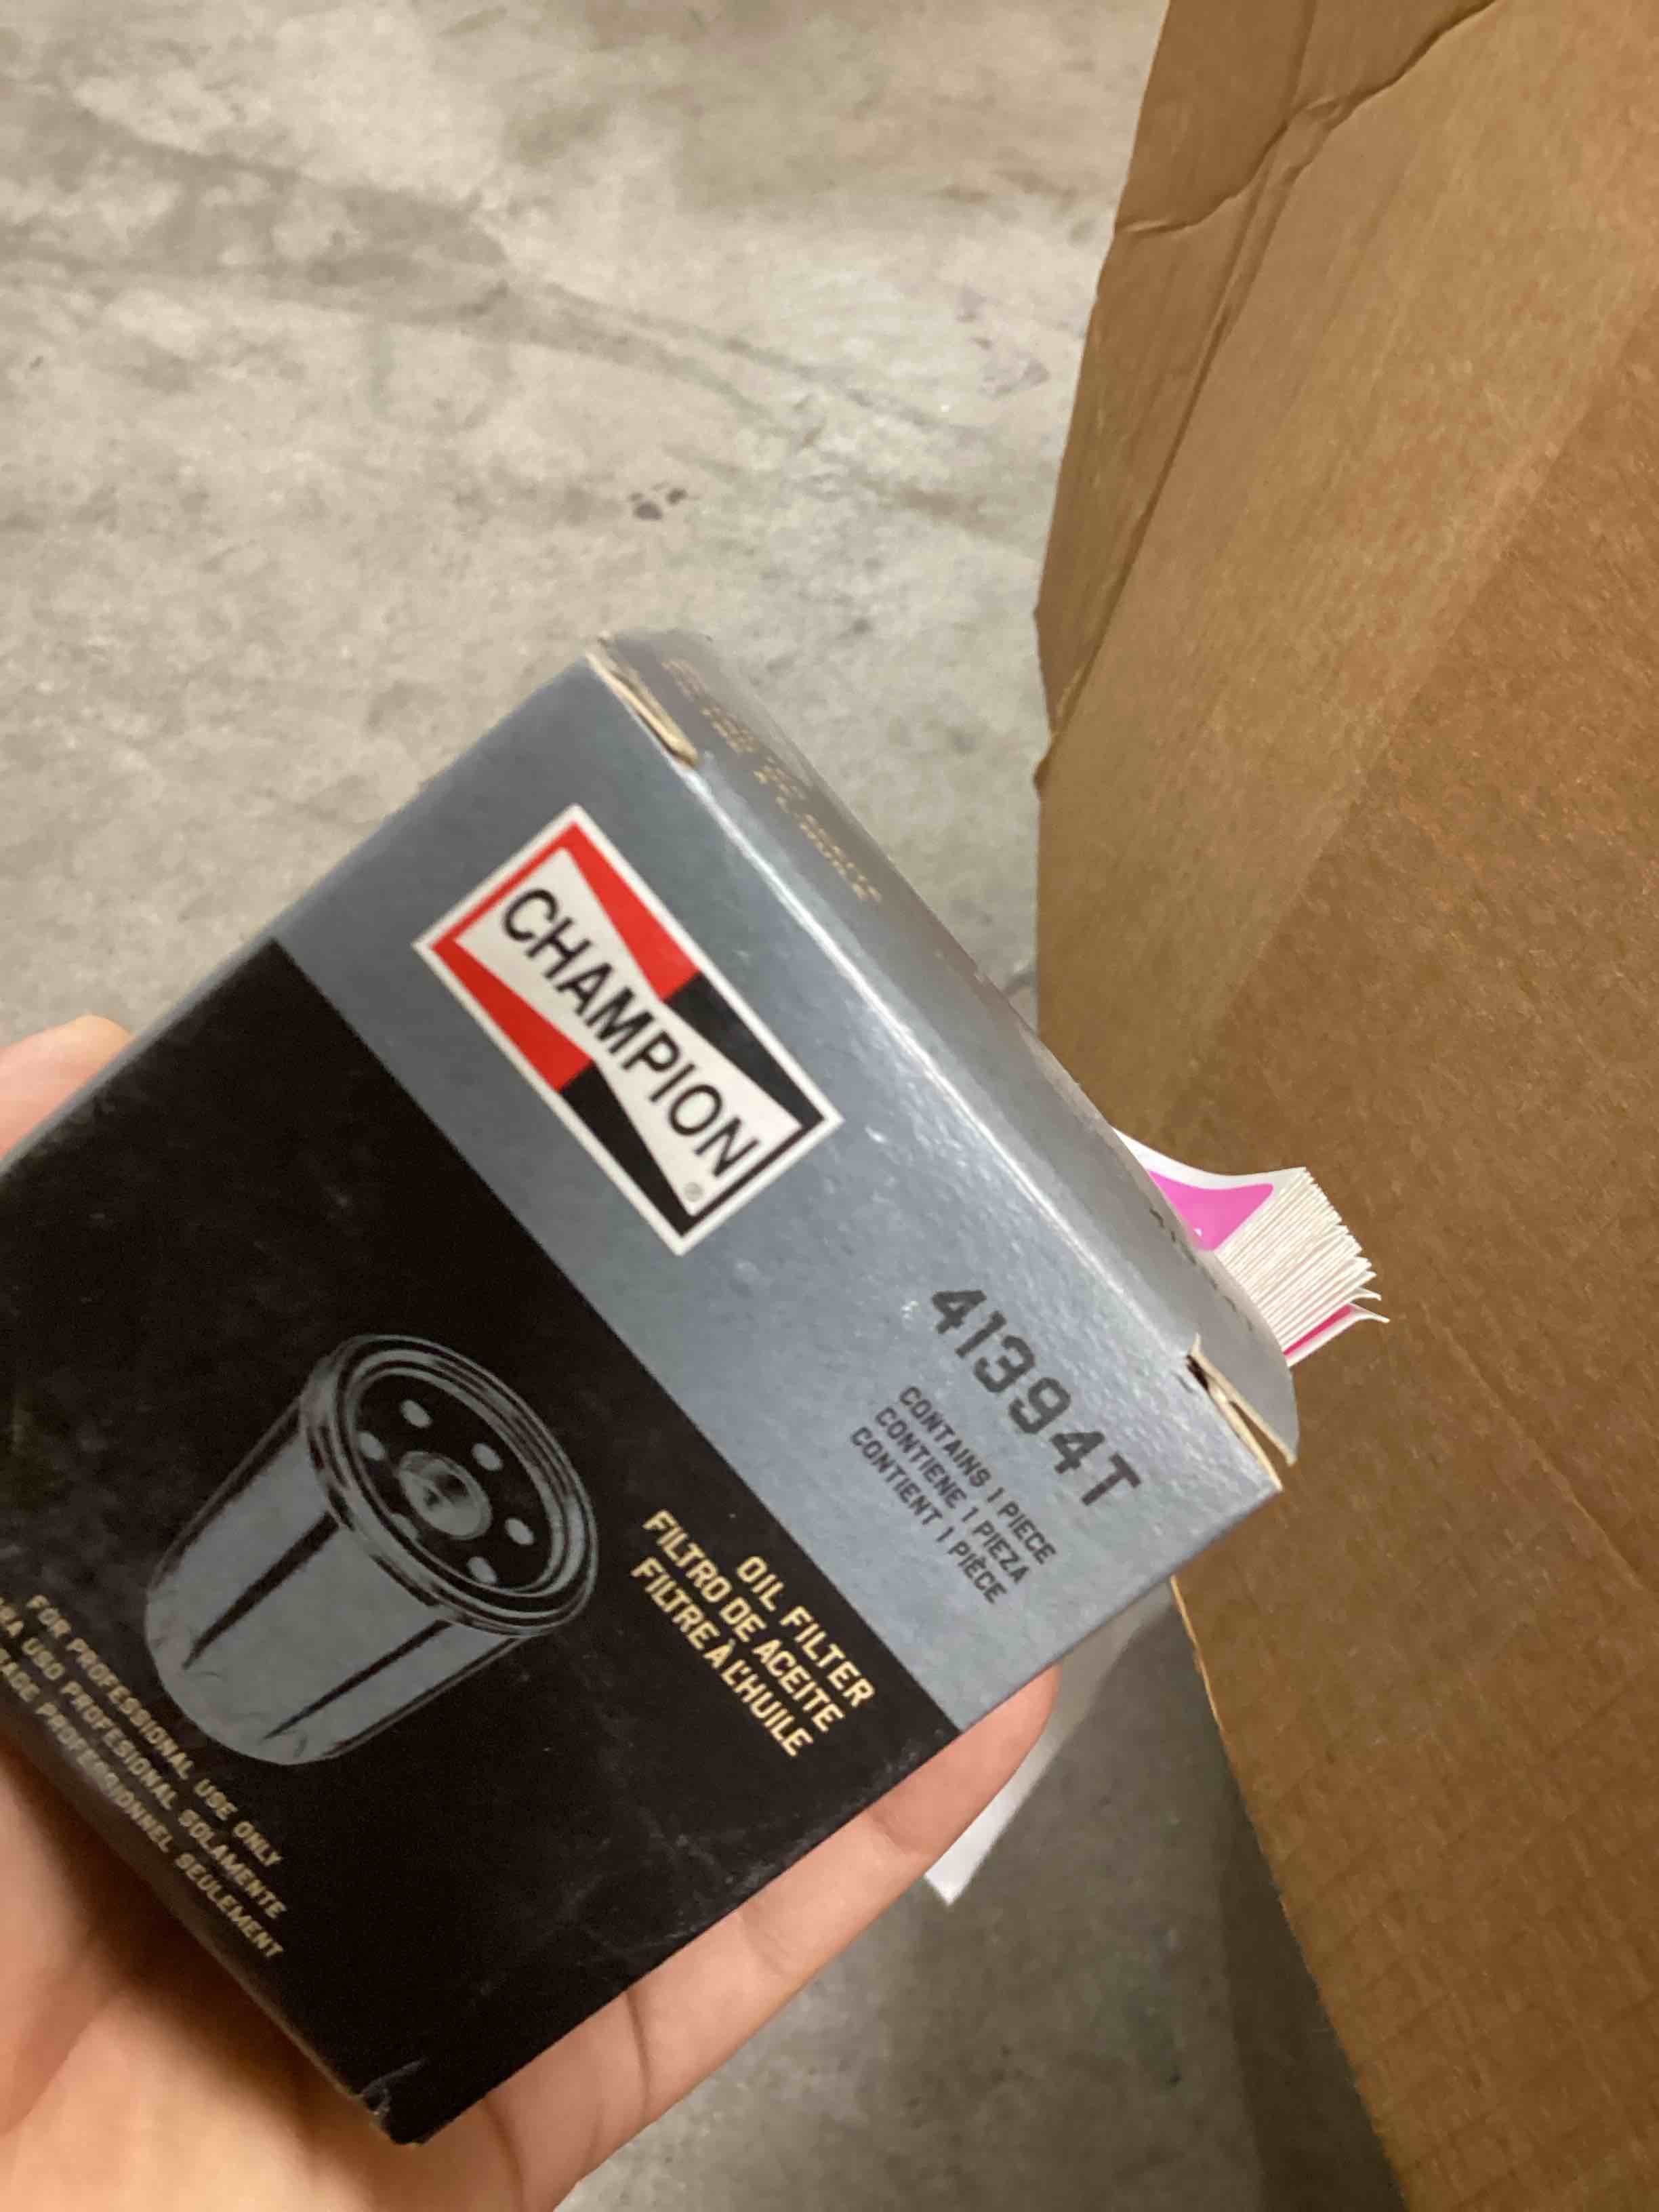 CHAMPION®
41394T
CONTAINS 1 PIECE
CONTIENE 1 PIEZA
CONTIENT 1 PIÈCE
OIL FILTER
FILTRO DE ACEITE
FILTRE À L'HUILE
FOR PROFESSIONAL USE ONLY
USO PROFESIONAL SOLAMENTE
PROFESSIONNEL SEULEMENT